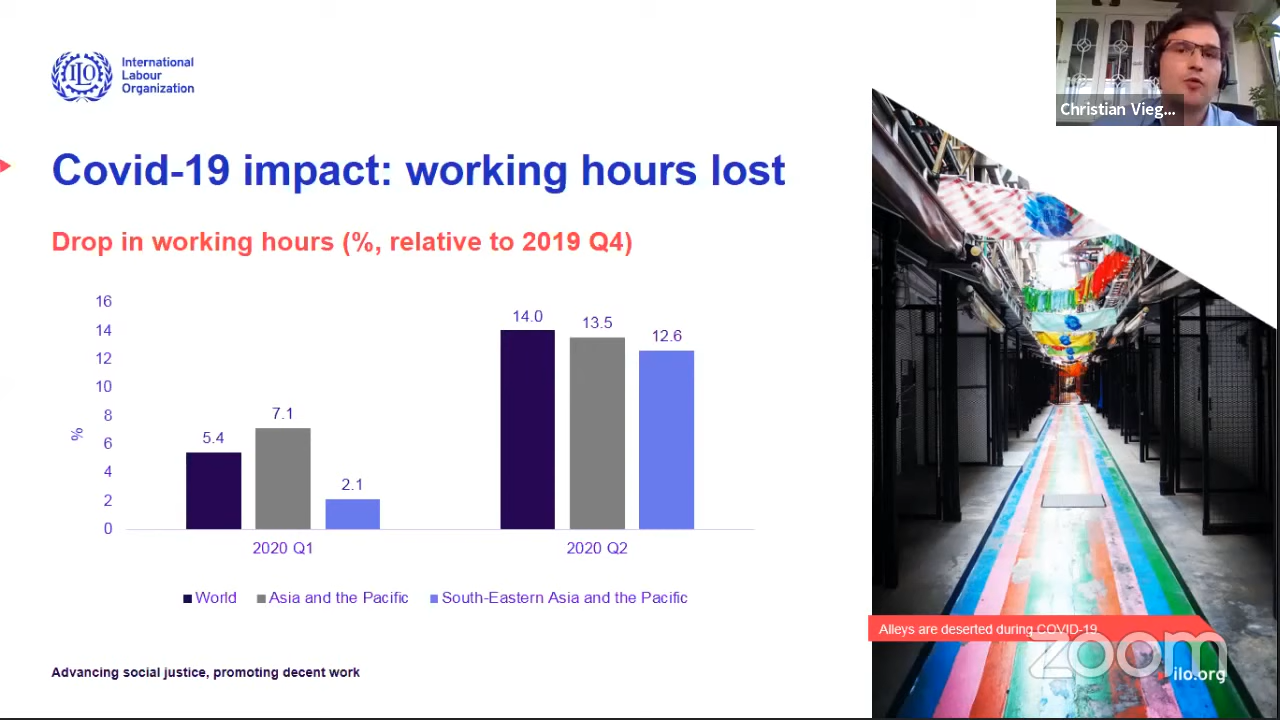 International
Labour
Organization
ILO
Christian Vieg...
Covid-19 impact: working hours lost
Drop in working hours (%, relative to 2019 Q4)
16
14
12
10
8
6
4
2
0
%
14.0
13.5
12.6
7.1
5.4
2.1
2020 Q1
2020 Q2
World
Asia and the Pacific
South-Eastern Asia and the Pacific
Alleys are deserted during COVID-19
zoom
ilo.org
Advancing social justice, promoting decent work